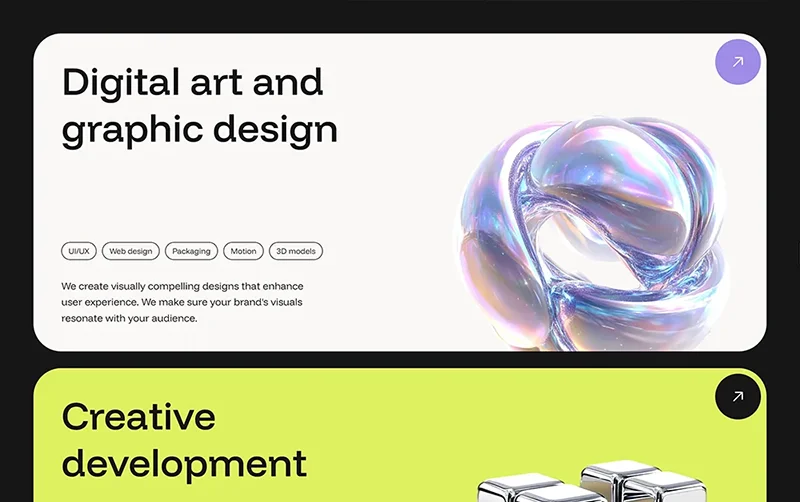 Digital art and
graphic design
UI/UX Web design Packaging Motion 3D models
We create visually compelling designs that enhance
user experience. We make sure your brand's visuals
resonate with your audience.
Creative
development